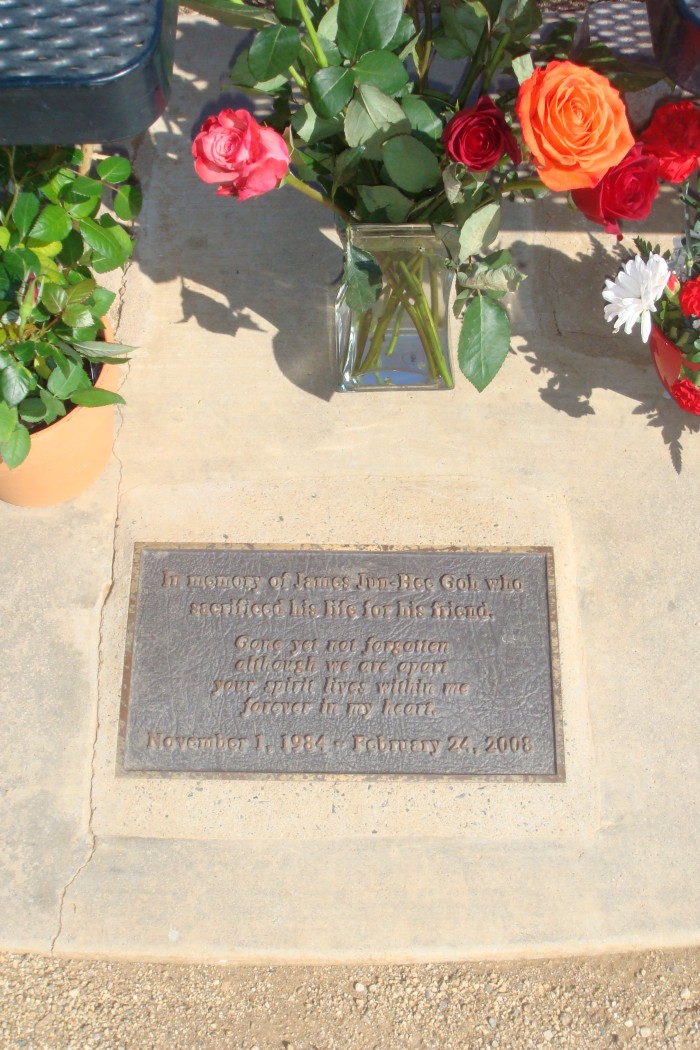 In memory of James Jun-Hee Goh who
sacrificed his life for his friend.
Gone yet not forgotten
although we are apart
your spirit lives within me
forever in my heart.
November 1, 1984 - February 24, 2008